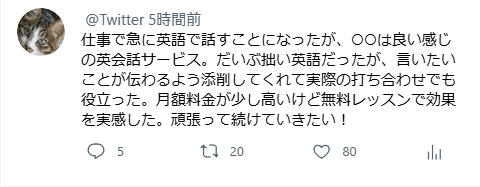 @Twitter 5時間前
仕事で急に英語で話すことになったが、○○は良い感じ
の英会話サービス。だいぶ拙い英語だったが、言いたい
ことが伝わるよう添削してくれて実際の打ち合わせでも
役立った。月額料金が少し高いけど無料レッスンで効果
を実感した。頑張って続けていきたい！
5 20 80